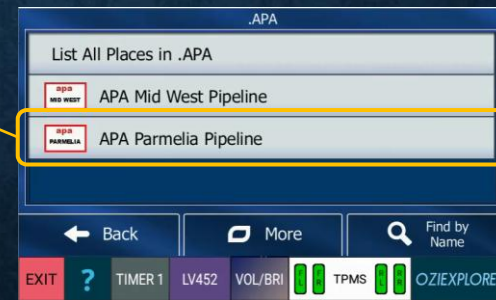 .APA
List All Places in .APA
apa
MID WEST
APA Mid West Pipeline
apa
PARMELIA
APA Parmelia Pipeline
Back
More
Find by
Name
EXIT
?
TIMER 1
LV452
VOL/BRI
F L
F R
TPMS
R L
R R
OZIEXPLORE